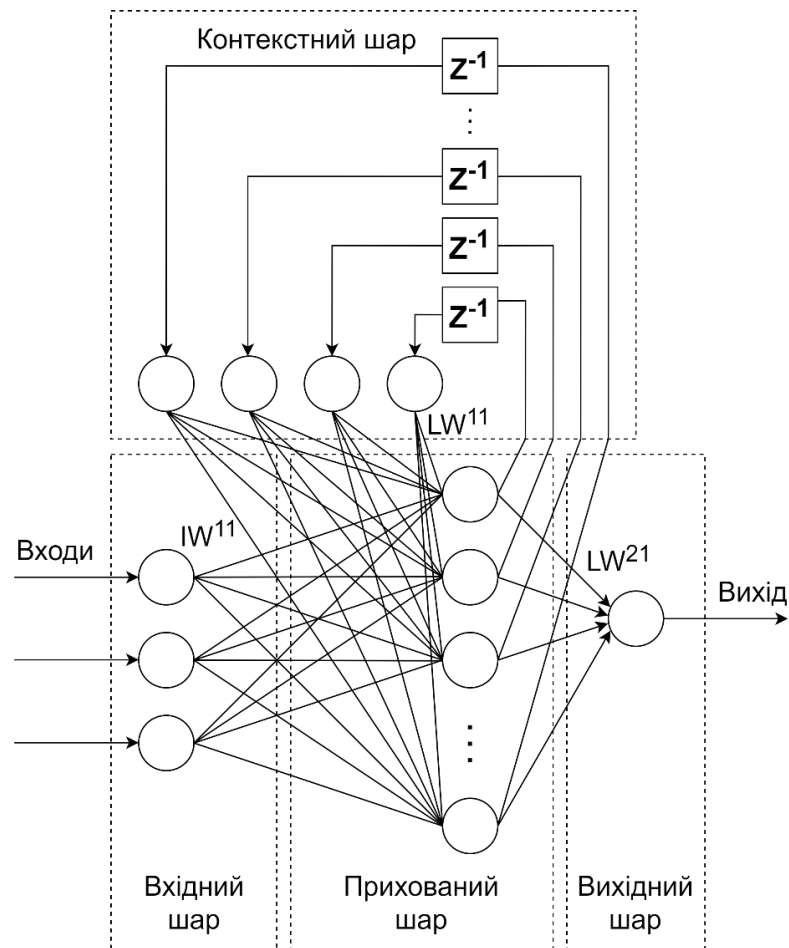 Контекстний шар
Z⁻¹
⋮
Z⁻¹
Z⁻¹
Z⁻¹
LW¹¹
IW¹¹
Входи
LW²¹
Вихід
⋮
Вхідний
шар
Прихований
шар
Вихідний
шар